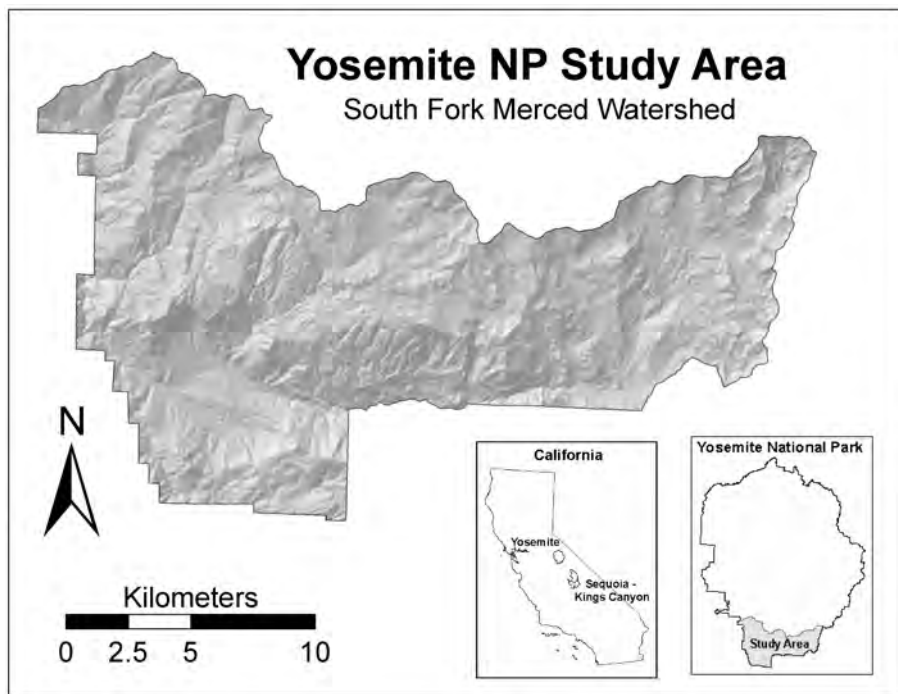 Yosemite NP Study Area
South Fork Merced Watershed
N
Kilometers
0 2.5 5 10
California
Yosemite
Sequoia -
Kings Canyon
Yosemite National Park
Study Area